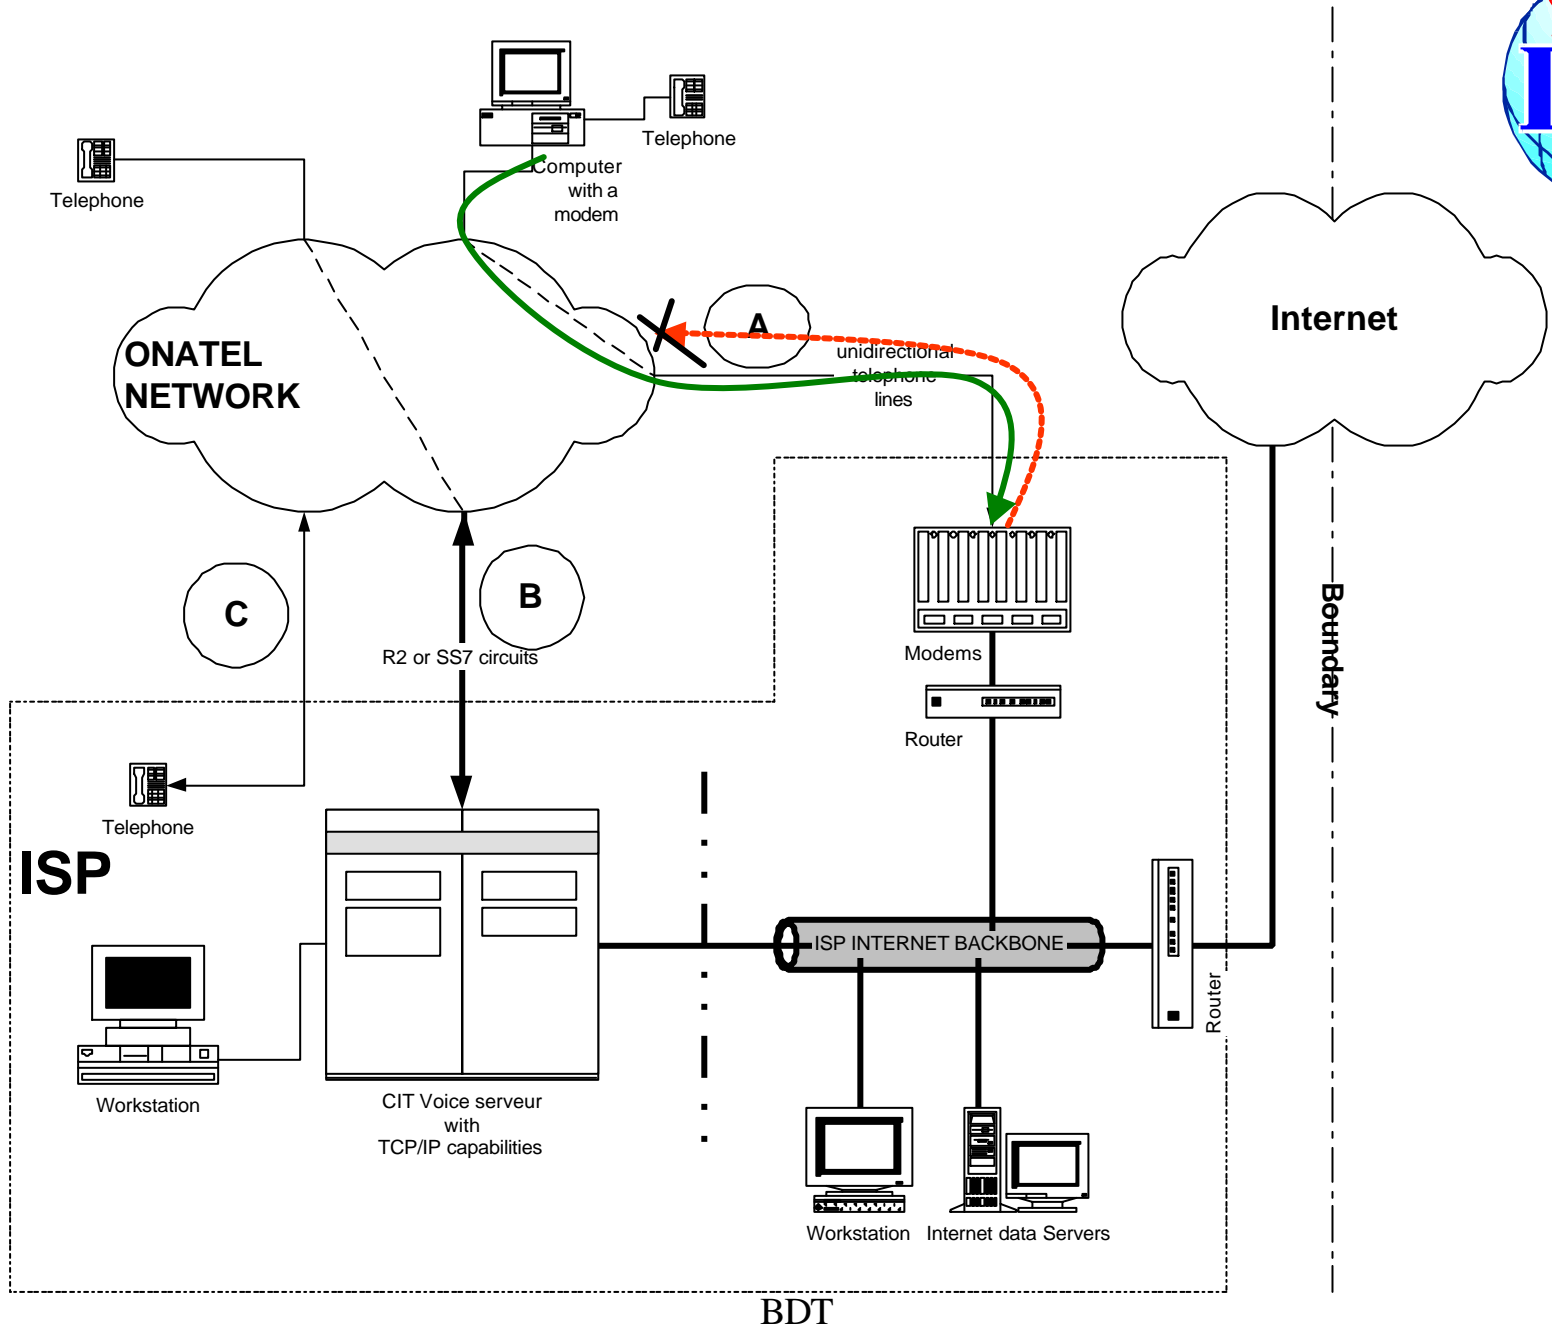 Telephone
Telephone
Computer
with a
modem
A
Internet
ONATEL
NETWORK
unidirectional
telephone
lines
C
B
R2 or SS7 circuits
Boundary
Modems
Router
Telephone
ISP
ISP INTERNET BACKBONE
Router
Workstation
CIT Voice serveur
with
TCP/IP capabilities
Workstation
Internet data Servers
BDT